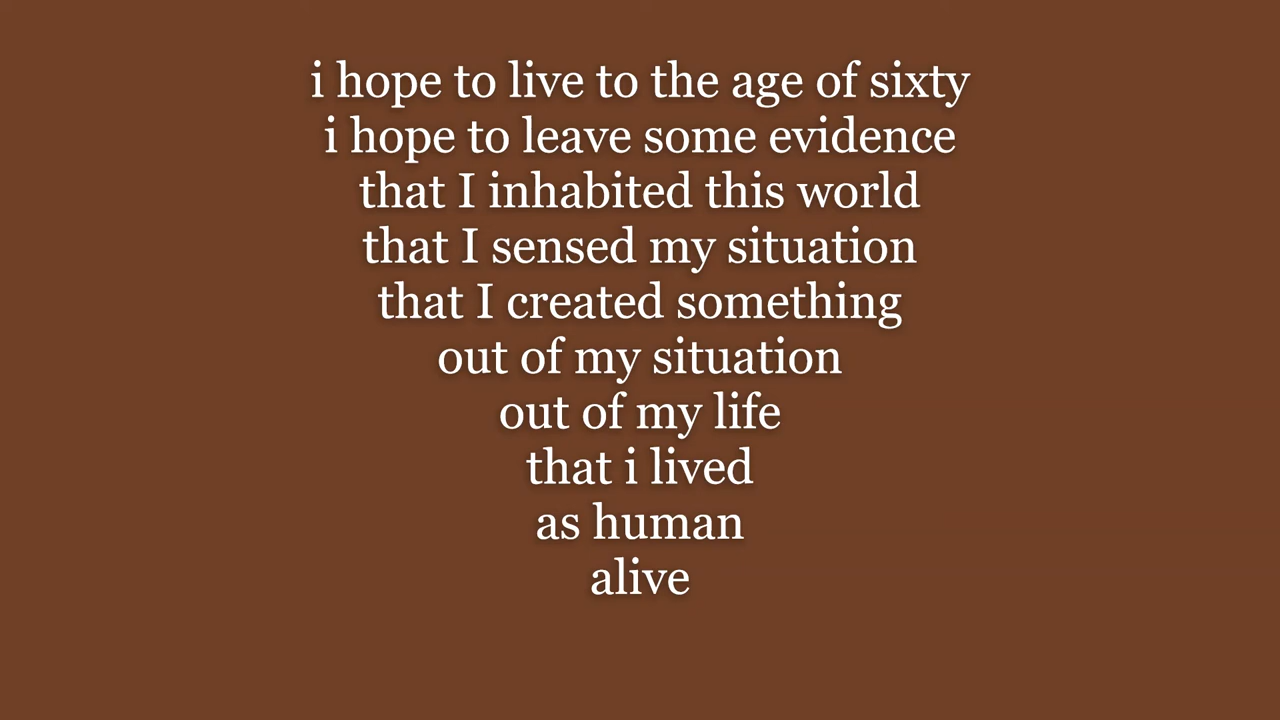 i hope to live to the age of sixty
i hope to leave some evidence
that I inhabited this world
that I sensed my situation
that I created something
out of my situation
out of my life
that i lived
as human
alive